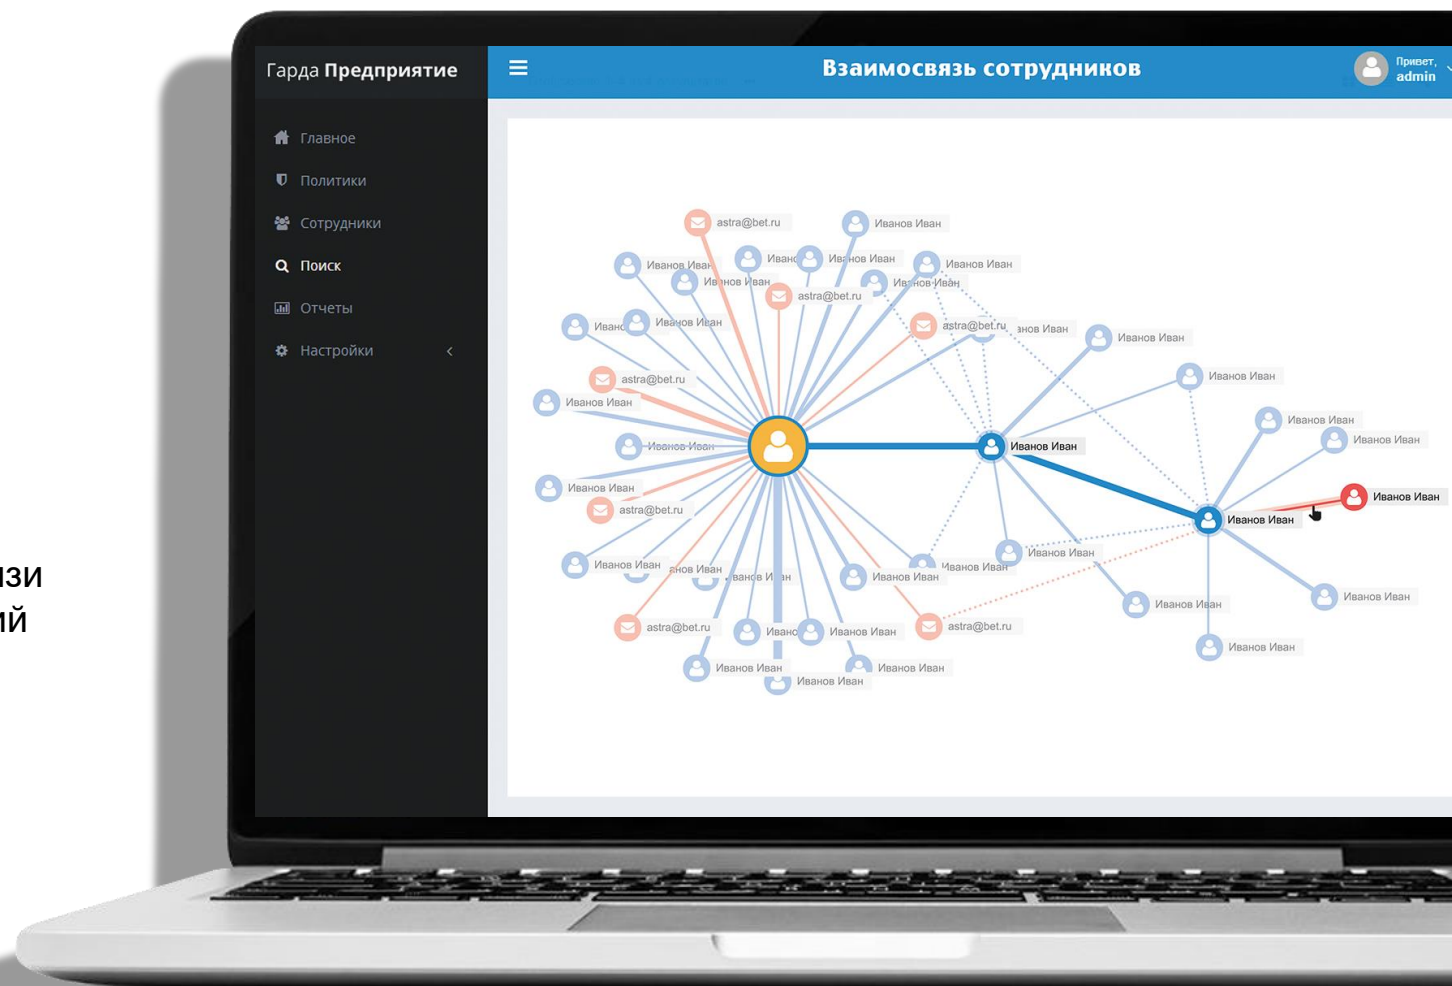 Гарда Предприятие
Взаимосвязь сотрудников
Привет,
admin
Главное
Политики
Сотрудники
Поиск
Отчеты
Настройки
astra@bet.ru
Иванов Иван
Иванов Иван
Иванов Иван
Иванов Иван
Иванов Иван
Иванов Иван
astra@bet.ru
astra@bet.ru
Иванов Иван
Иванов Иван
Иванов Иван
astra@bet.ru
Иванов Иван
Иванов Иван
Иванов Иван
Иванов Иван
Иванов Иван
Иванов Иван
Иванов Иван
Иванов Иван
Иванов Иван
astra@bet.ru
Иванов Иван
Иванов Иван
Иванов Иван
Иванов Иван
Иванов Иван
Иванов Иван
Иванов Иван
astra@bet.ru
astra@bet.ru
Иванов Иван
Иванов Иван
Иванов Иван
Иванов Иван
Иванов Иван